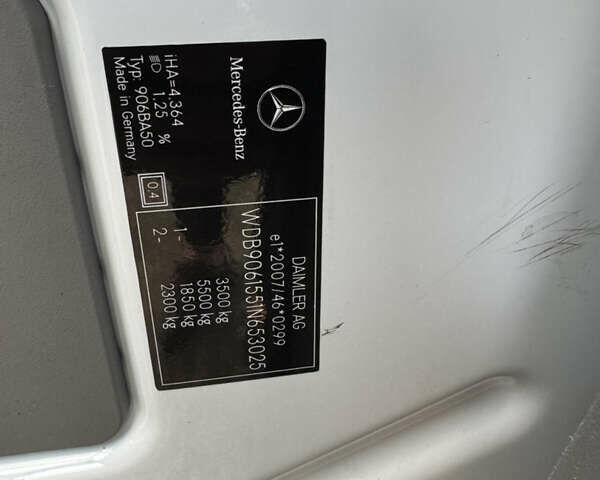 Mercedes-Benz
iHA=4,364
1.25 %
Typ: 906BA50
Made in Germany
0.4
DAIMLER AG
e1*2007/46*0299
WDB9061551N653025
3500 kg
5500 kg
1- 1850 kg
2- 2300 kg